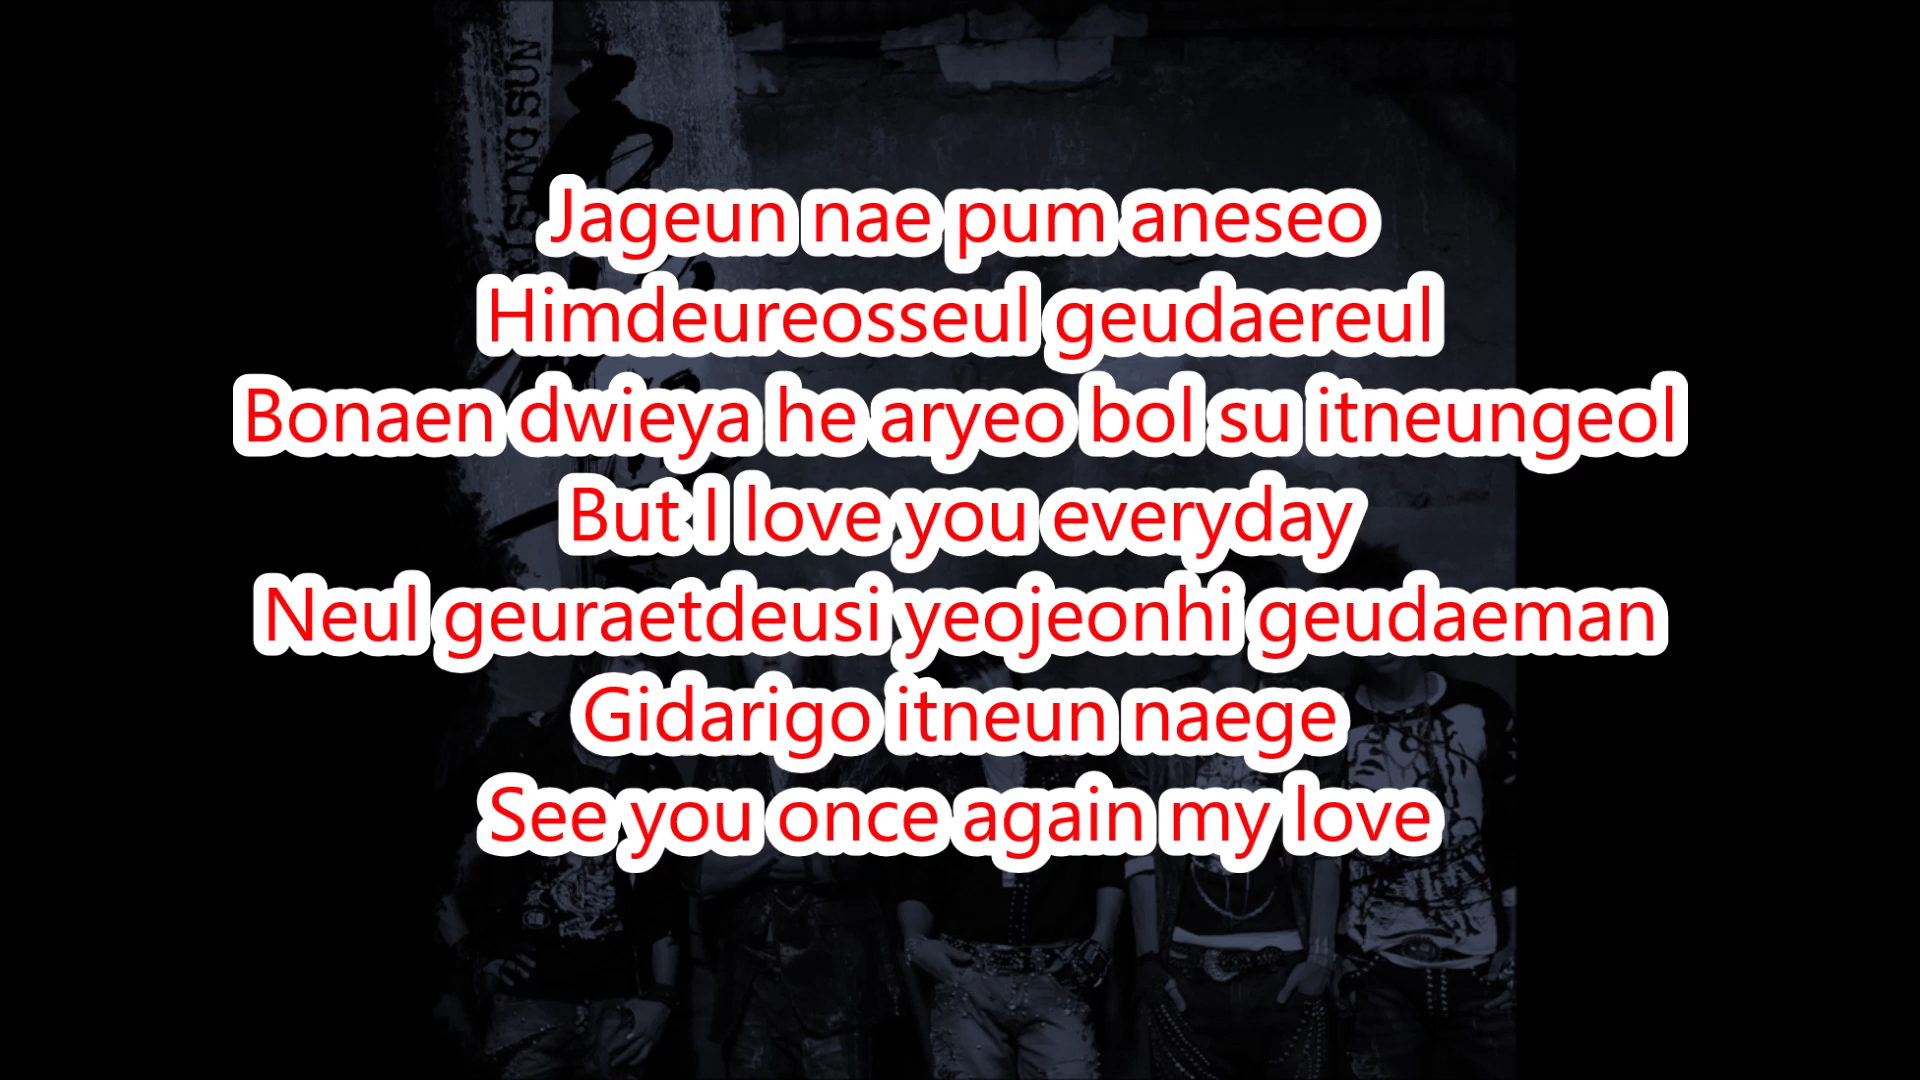 Jageun nae pum aneseo
Himdeureosseul geudaereul
Bonaen dwieya he aryeo bol su itneungeol
But I love you everyday
Neul geuraetdeusi yeojeonhi geudaeman
Gidarigo itneun naege
See you once again my love